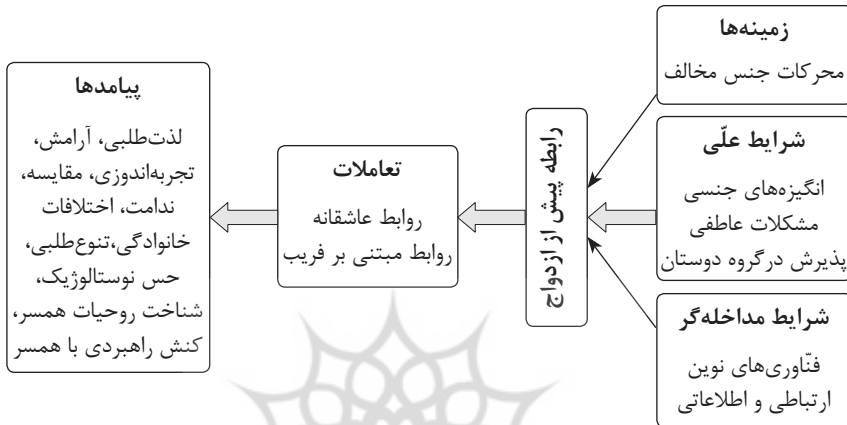 زمینه‌ها
محرکات جنس مخالف
شرایط علّی
انگیزه‌های جنسی
مشکلات عاطفی
پذیرش درگروه دوستان
شرایط مداخله‌گر
فنّاوری‌های نوین
ارتباطی و اطلاعاتی
رابطه پیش از ازدواج
تعاملات
روابط عاشقانه
روابط مبتنی بر فریب
پیامدها
لذت‌طلبی، آرامش،
تجربه‌اندوزی، مقایسه،
ندامت، اختلافات
خانوادگی،تنوع‌طلبی،
حس نوستالوژیک،
شناخت روحیات همسر،
کنش راهبردی با همسر